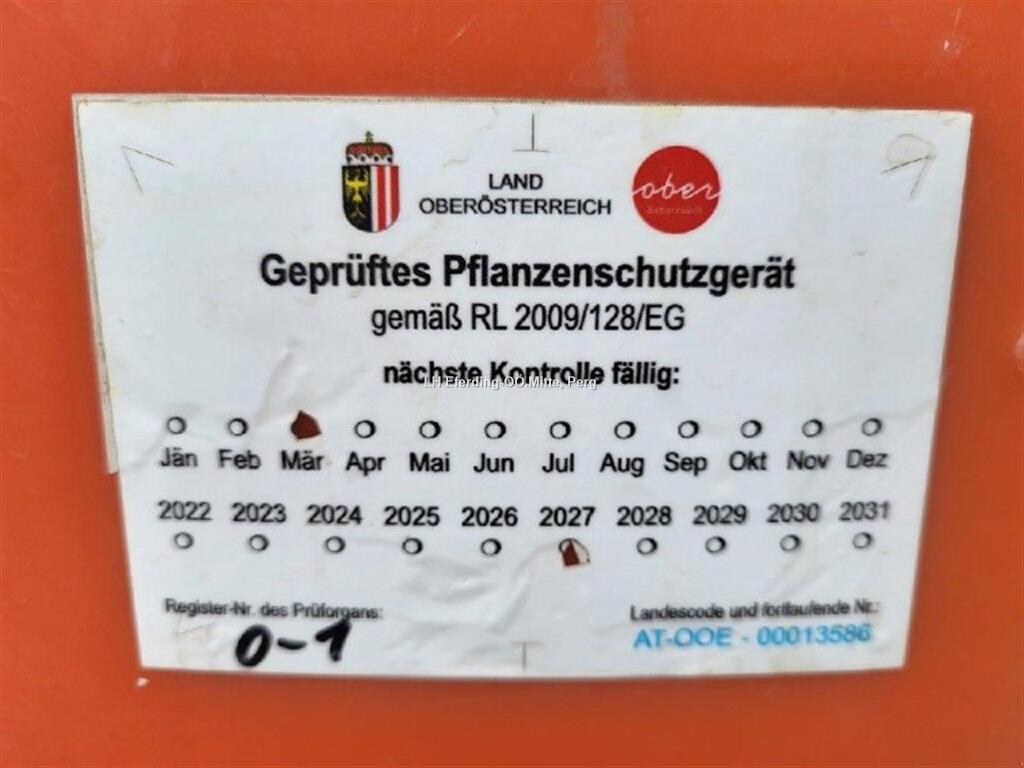 LAND
OBERÖSTERREICH
ober
österreich
Geprüftes Pflanzenschutzgerät
gemäß RL 2009/128/EG
nächste Kontrolle fällig:
LH Eferding-OÖ.Mitte, Perg
Jän Feb Mär Apr Mai Jun Jul Aug Sep Okt Nov Dez
2022 2023 2024 2025 2026 2027 2028 2029 2030 2031
Register-Nr. des Prüforgans:
0-1
Landescode und fortlaufende Nr.:
AT-OOE - 00013586